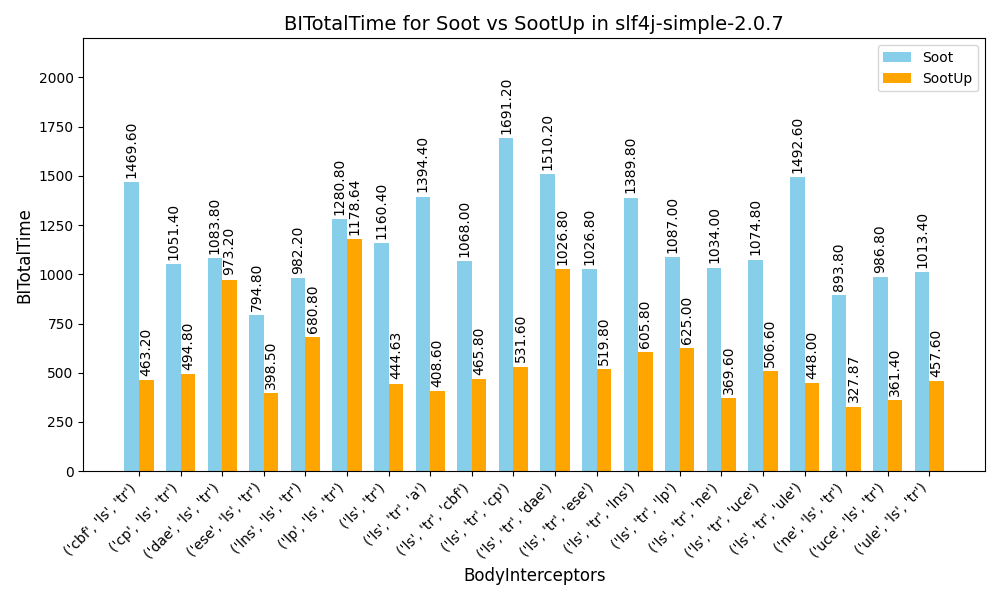 BITotalTime for Soot vs SootUp in slf4j-simple-2.0.7
Soot
SootUp
BITotalTime
2000
1750
1500
1250
1000
750
500
250
0
1469.60
463.20
1051.40
494.80
1083.80
973.20
794.80
398.50
982.20
680.80
1280.80
1178.64
1160.40
444.63
1394.40
408.60
1068.00
465.80
1691.20
531.60
1510.20
1026.80
1026.80
519.80
1389.80
605.80
1087.00
625.00
1034.00
369.60
1074.80
506.60
1492.60
448.00
893.80
327.87
986.80
361.40
1013.40
457.60
('cbf', 'ls', 'tr')
('cp', 'ls', 'tr')
('dae', 'ls', 'tr')
('ese', 'ls', 'tr')
('lns', 'ls', 'tr')
('lp', 'ls', 'tr')
('ls', 'tr')
('ls', 'tr', 'a')
('ls', 'tr', 'cbf')
('ls', 'tr', 'cp')
('ls', 'tr', 'dae')
('ls', 'tr', 'ese')
('ls', 'tr', 'lns')
('ls', 'tr', 'lp')
('ls', 'tr', 'ne')
('ls', 'tr', 'uce')
('ls', 'tr', 'ule')
('ne', 'ls', 'tr')
('uce', 'ls', 'tr')
('ule', 'ls', 'tr')
BodyInterceptors